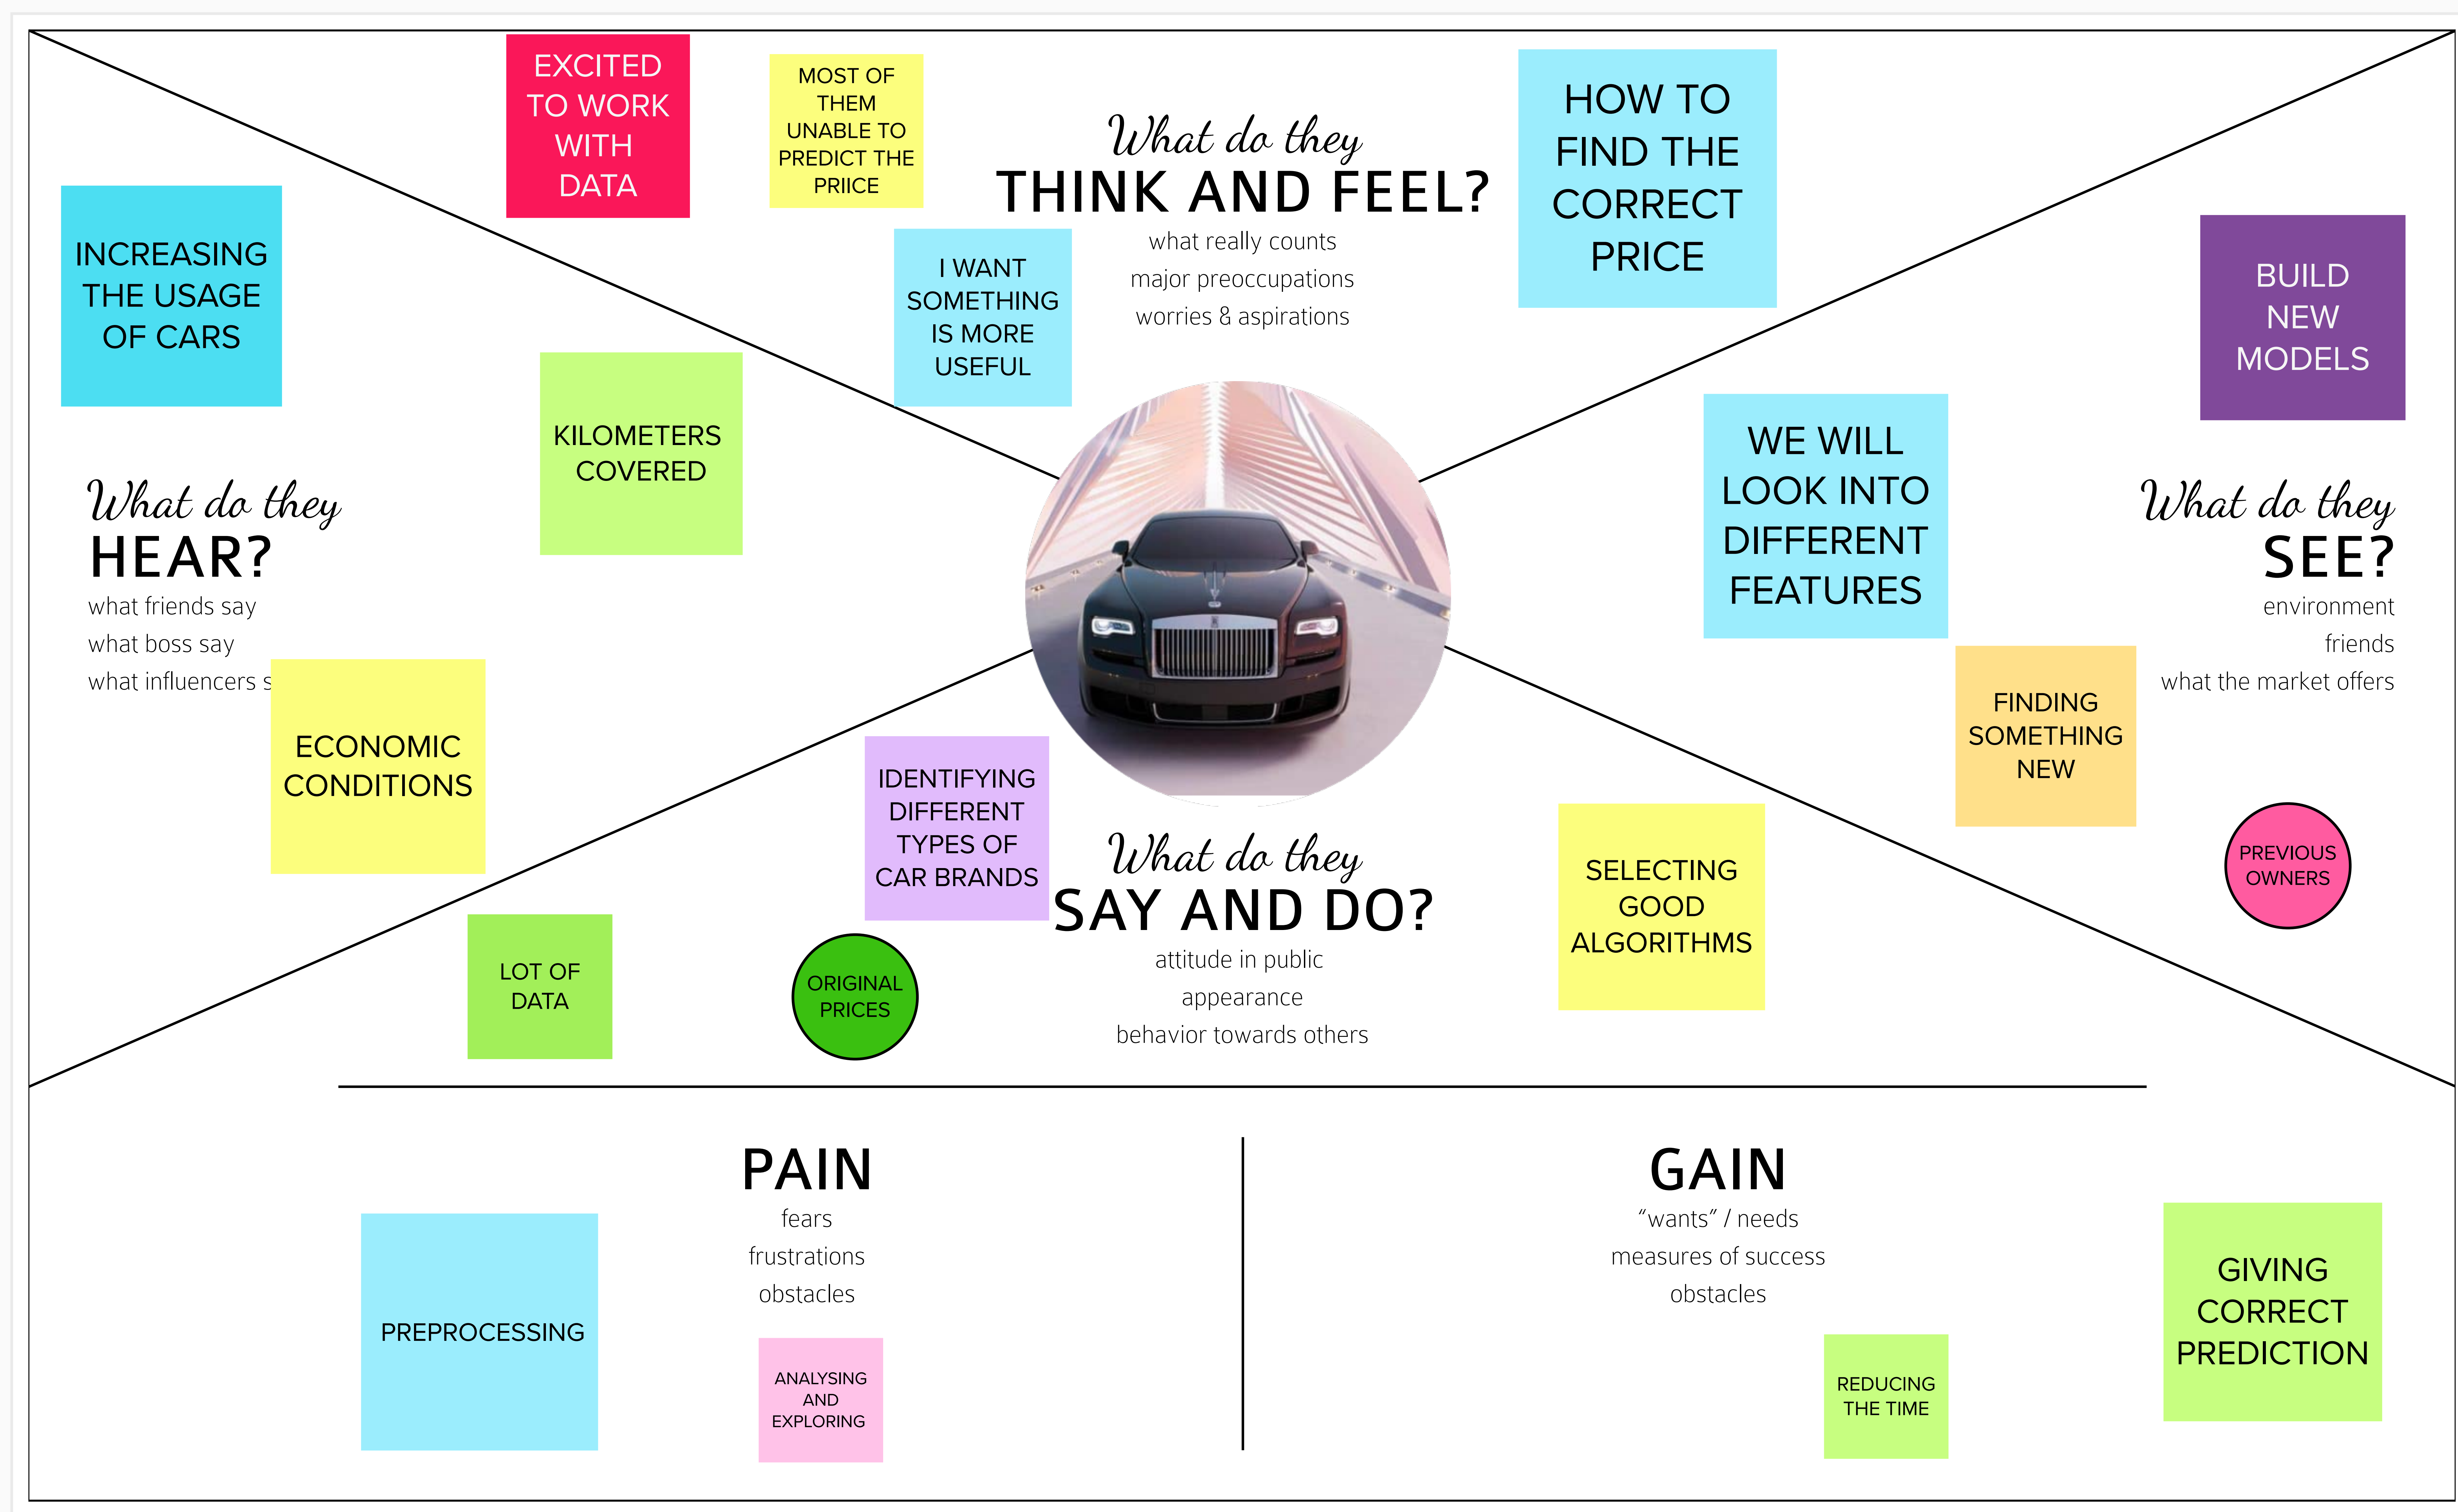 EXCITED
TO WORK
WITH
DATA
MOST OF
THEM
UNABLE TO
PREDICT THE
PRIICE
What do they
THINK AND FEEL?
what really counts
major preoccupations
worries & aspirations
I WANT
SOMETHING
IS MORE
USEFUL
HOW TO
FIND THE
CORRECT
PRICE
INCREASING
THE USAGE
OF CARS
KILOMETERS
COVERED
What do they
HEAR?
what friends say
what boss say
what influencers s
ECONOMIC
CONDITIONS
BUILD
NEW
MODELS
WE WILL
LOOK INTO
DIFFERENT
FEATURES
What do they
SEE?
environment
friends
what the market offers
FINDING
SOMETHING
NEW
PREVIOUS
OWNERS
IDENTIFYING
DIFFERENT
TYPES OF
CAR BRANDS
What do they
SAY AND DO?
attitude in public
appearance
behavior towards others
LOT OF
DATA
ORIGINAL
PRICES
SELECTING
GOOD
ALGORITHMS
PAIN
fears
frustrations
obstacles
PREPROCESSING
ANALYSING
AND
EXPLORING
GAIN
“wants” / needs
measures of success
obstacles
REDUCING
THE TIME
GIVING
CORRECT
PREDICTION